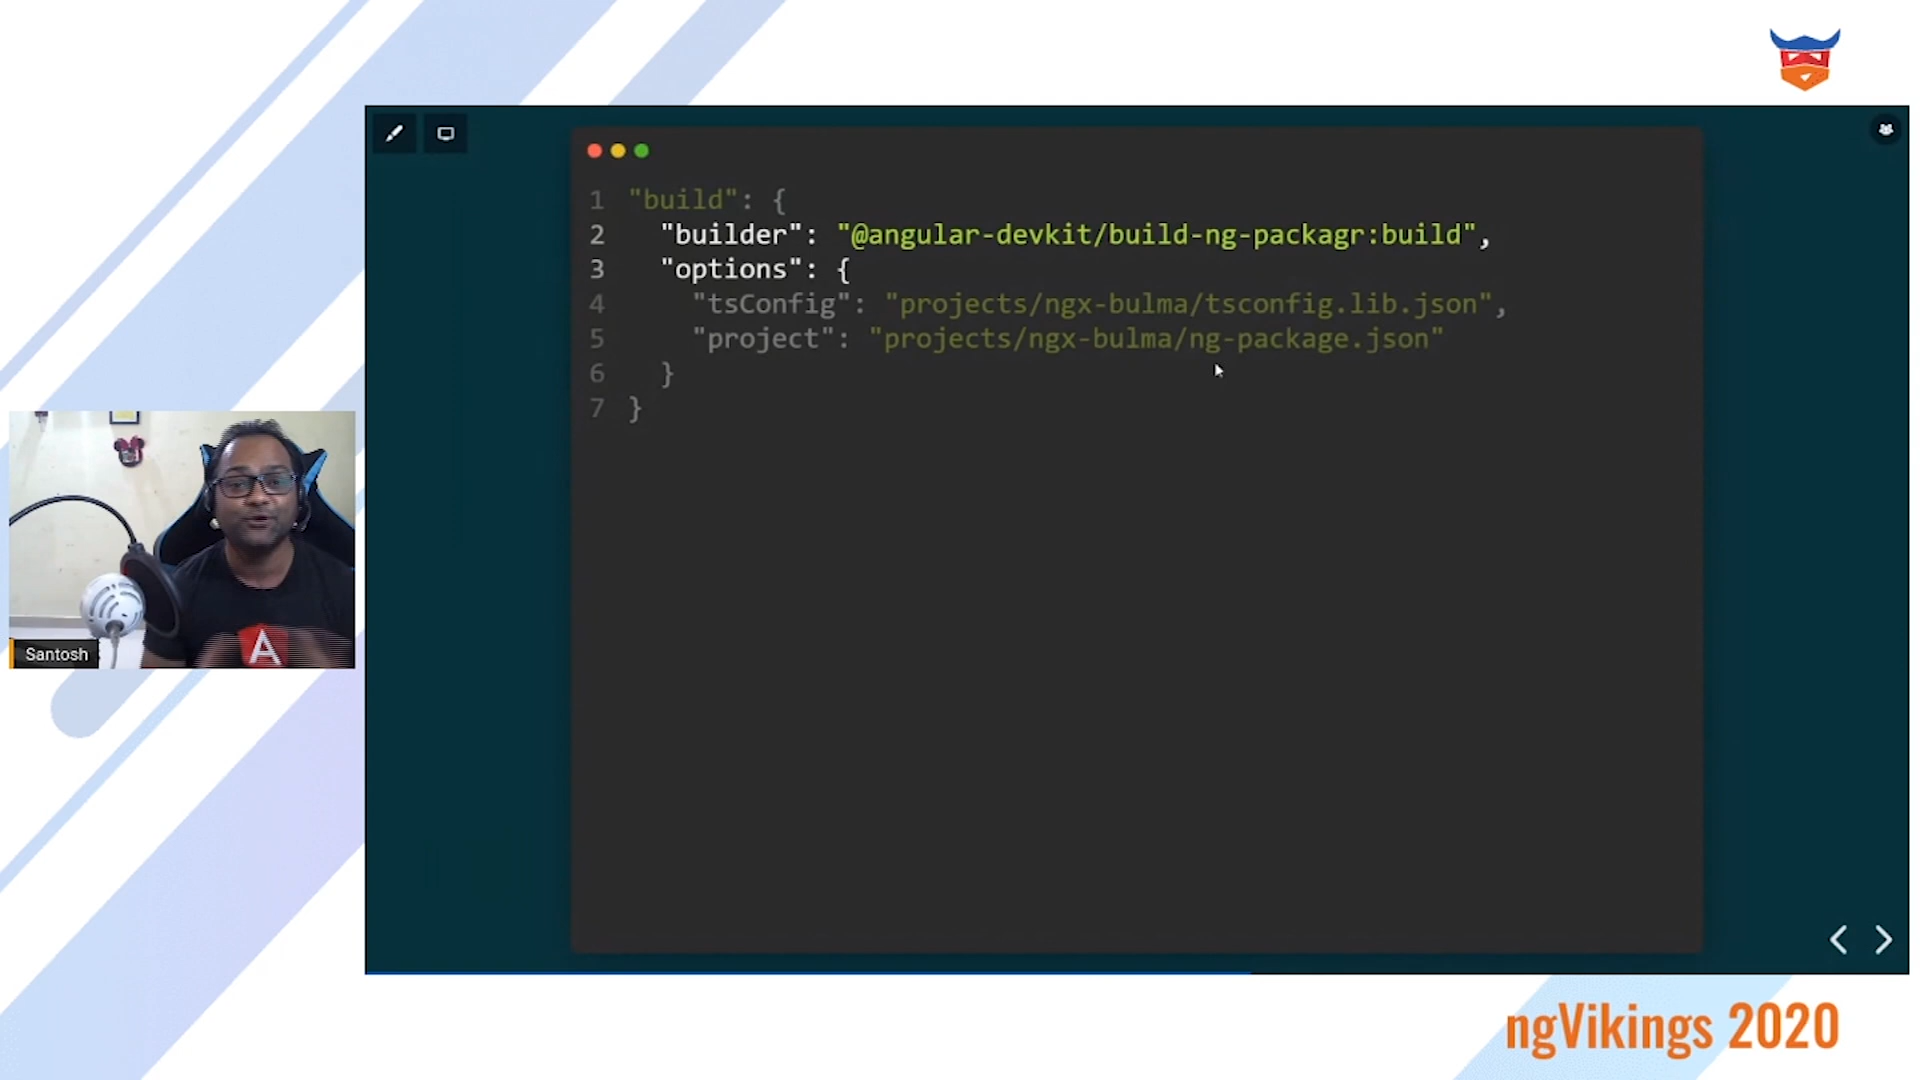 1 "build": {
2 "builder": "@angular-devkit/build-ng-packagr:build",
3 "options": {
4 "tsConfig": "projects/ngx-bulma/tsconfig.lib.json",
5 "project": "projects/ngx-bulma/ng-package.json"
6 }
7 }
A
Santosh
ngVikings 2020